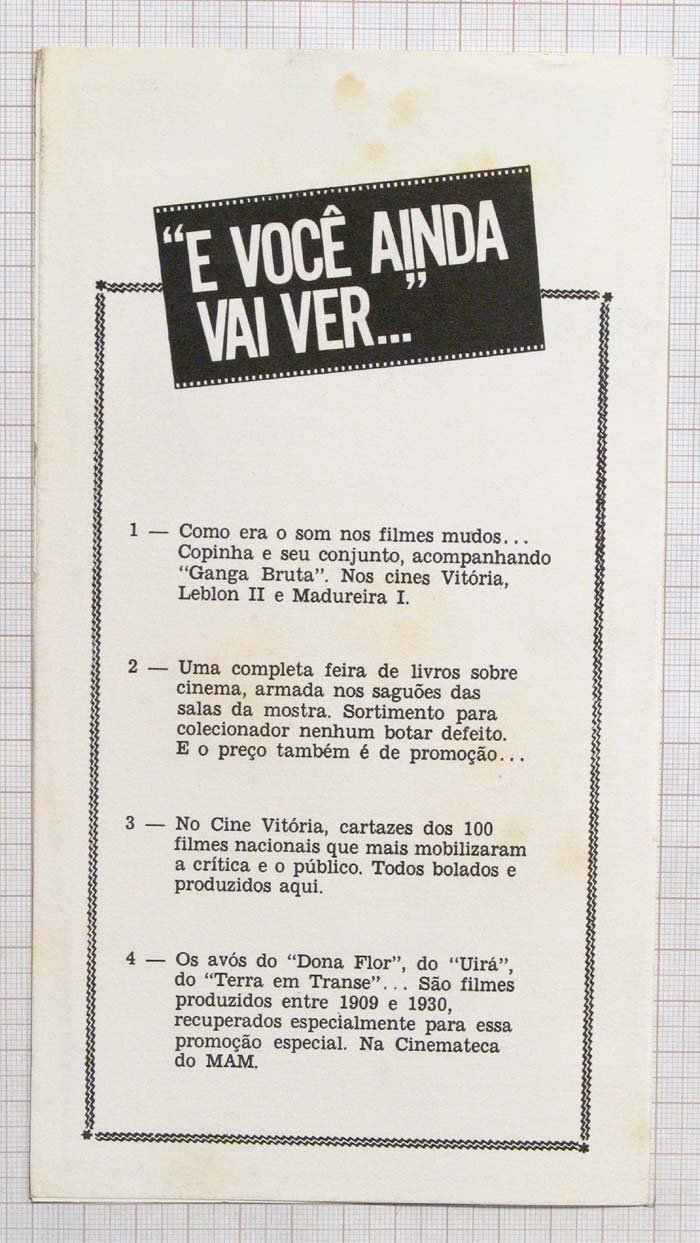 “E VOCÊ AINDA
VAI VER...”
1 — Como era o som nos filmes mudos...
Copinha e seu conjunto, acompanhando
“Ganga Bruta”. Nos cines Vitória,
Leblon II e Madureira I.
2 — Uma completa feira de livros sobre
cinema, armada nos saguões das
salas da mostra. Sortimento para
colecionador nenhum botar defeito.
E o preço também é de promoção...
3 — No Cine Vitória, cartazes dos 100
filmes nacionais que mais mobilizaram
a crítica e o público. Todos bolados e
produzidos aqui.
4 — Os avós do “Dona Flor”, do “Uirá”,
do “Terra em Transe”... São filmes
produzidos entre 1909 e 1930,
recuperados especialmente para essa
promoção especial. Na Cinemateca
do MAM.